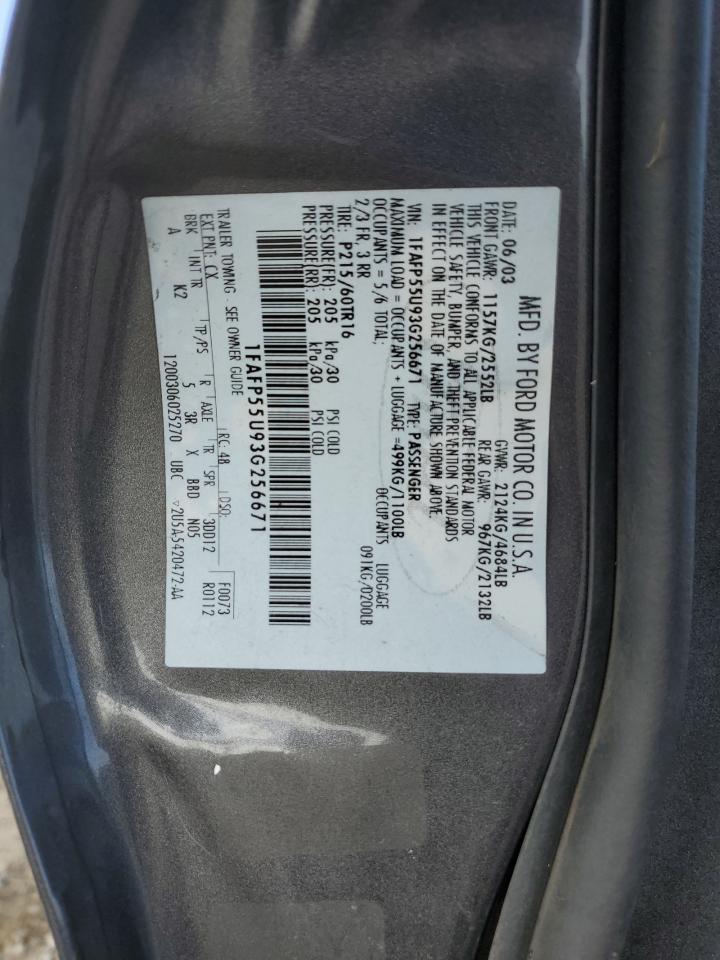 MFD. BY FORD MOTOR CO. IN U.S.A.
DATE: 06/03 GVWR: 2124KG/4684LB
FRONT GAWR: 1157KG/2552LB REAR GAWR: 967KG/2132LB
THIS VEHICLE CONFORMS TO ALL APPLICABLE FEDERAL MOTOR
VEHICLE SAFETY, BUMPER, AND THEFT PREVENTION STANDARDS
IN EFFECT ON THE DATE OF MANUFACTURE SHOWN ABOVE.
VIN: 1FAFP55U93G256671 TYPE: PASSENGER
MAXIMUM LOAD = OCCUPANTS + LUGGAGE =499KG/1100LB
OCCUPANTS = 5/6 TOTAL; OCCUPANTS LUGGAGE
2/3 FR, 3 RR 091KG/0200LB
TIRE: P215/60TR16
PRESSURE(FR): 205 kPa/30 PSI COLD
PRESSURE(RR): 205 kPa/30 PSI COLD
1FAFP55U93G256671
TRAILER TOWING - SEE OWNER GUIDE
EXT PNT: CX RC: 48 DSO: F0073
BRK INT TR TP/PS R AXLE TR SPR 3DD12 R0112
A K2 5 3R X BBD N05
1200306025270 UBC ▽2U5A-5420472-AA